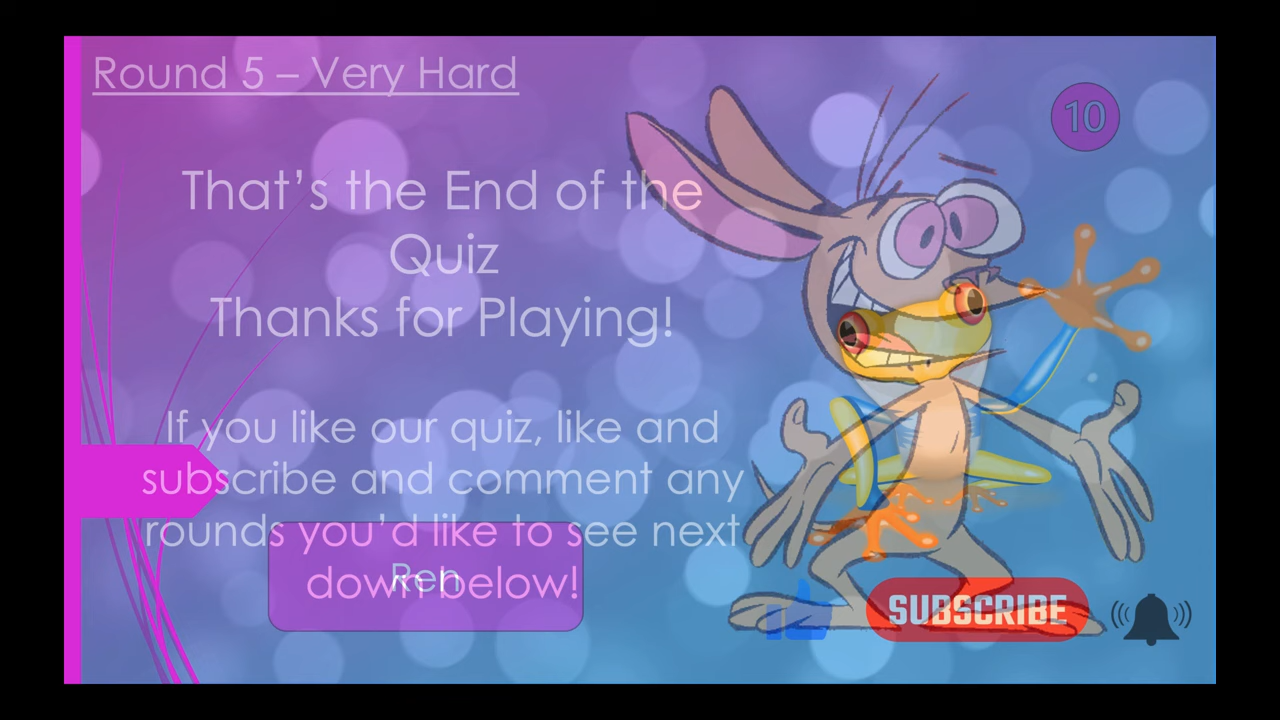 Round 5 – Very Hard
10
That's the End of the
Quiz
Thanks for Playing!
If you like our quiz, like and
subscribe and comment any
rounds you'd like to see next
down below!
Ren
SUBSCRIBE